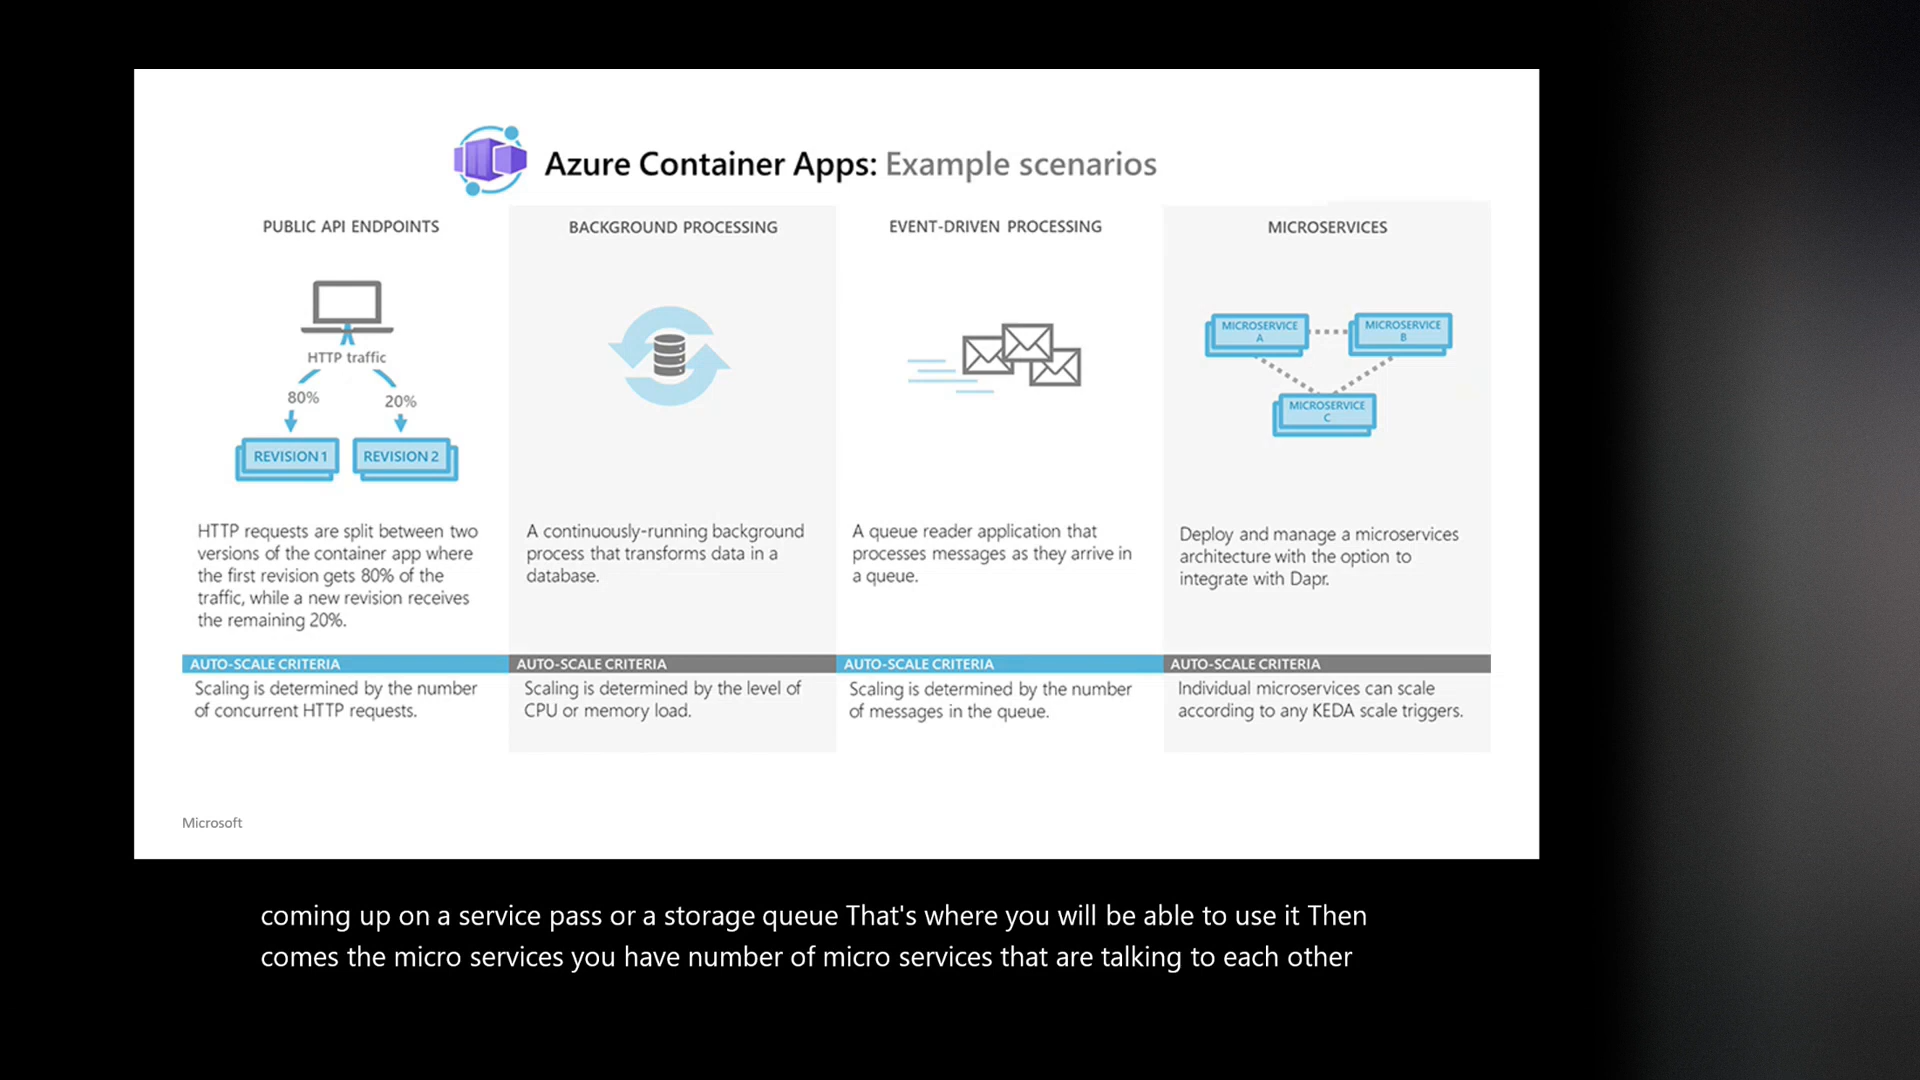 Azure Container Apps: Example scenarios
PUBLIC API ENDPOINTS
HTTP traffic
80%
20%
REVISION 1
REVISION 2
HTTP requests are split between two
versions of the container app where
the first revision gets 80% of the
traffic, while a new revision receives
the remaining 20%.
AUTO-SCALE CRITERIA
Scaling is determined by the number
of concurrent HTTP requests.
BACKGROUND PROCESSING
A continuously-running background
process that transforms data in a
database.
AUTO-SCALE CRITERIA
Scaling is determined by the level of
CPU or memory load.
EVENT-DRIVEN PROCESSING
A queue reader application that
processes messages as they arrive in
a queue.
AUTO-SCALE CRITERIA
Scaling is determined by the number
of messages in the queue.
MICROSERVICES
MICROSERVICE
A
MICROSERVICE
B
MICROSERVICE
C
Deploy and manage a microservices
architecture with the option to
integrate with Dapr.
AUTO-SCALE CRITERIA
Individual microservices can scale
according to any KEDA scale triggers.
Microsoft
coming up on a service pass or a storage queue That's where you will be able to use it Then
comes the micro services you have number of micro services that are talking to each other